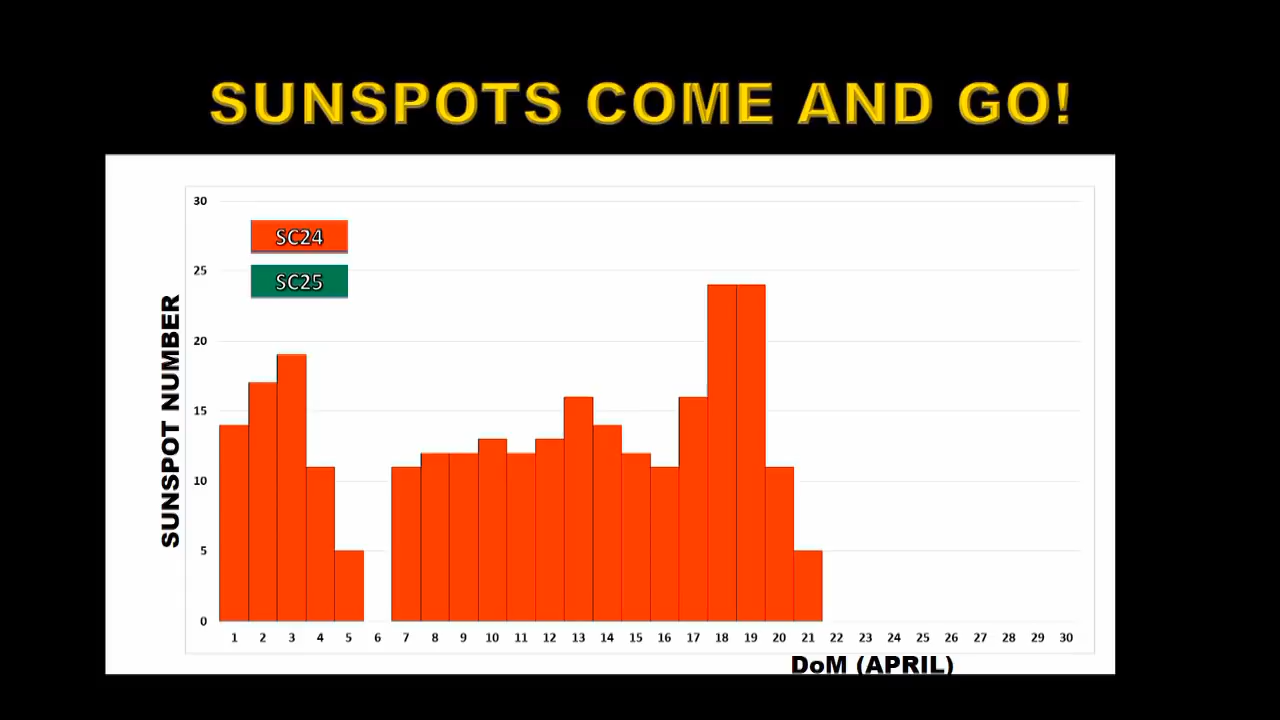 SUNSPOTS COME AND GO!
30
SC24
25
SC25
20
15
10
5
0
SUNSPOT NUMBER
1 2 3 4 5 6 7 8 9 10 11 12 13 14 15 16 17 18 19 20 21 22 23 24 25 26 27 28 29 30
DoM (APRIL)